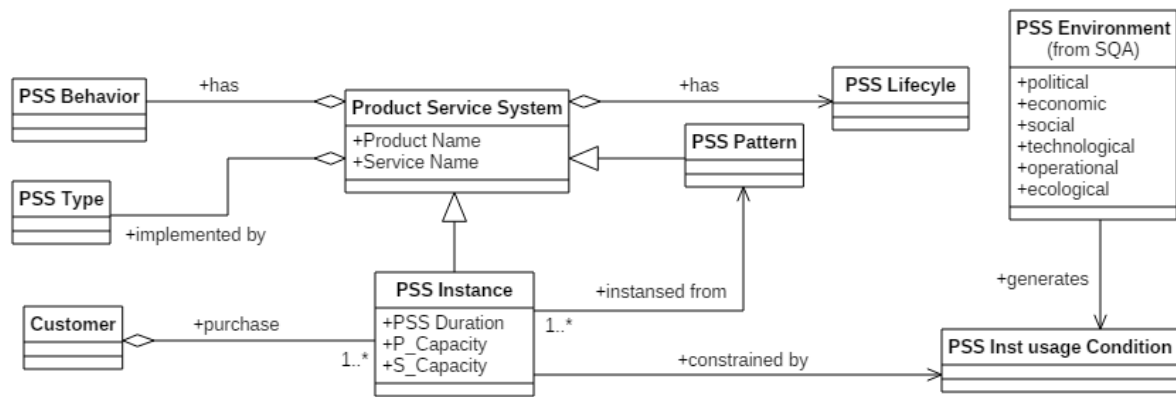 PSS Environment
(from SQA)
+political
+economic
+social
+technological
+operational
+ecological
PSS Behavior
+has
Product Service System
+Product Name
+Service Name
+has
PSS Lifecyle
PSS Pattern
PSS Type
+implemented by
PSS Instance
+PSS Duration
+P_Capacity
+S_Capacity
+instansed from
1..*
+generates
Customer
+purchase
1..*
+constrained by
PSS Inst usage Condition